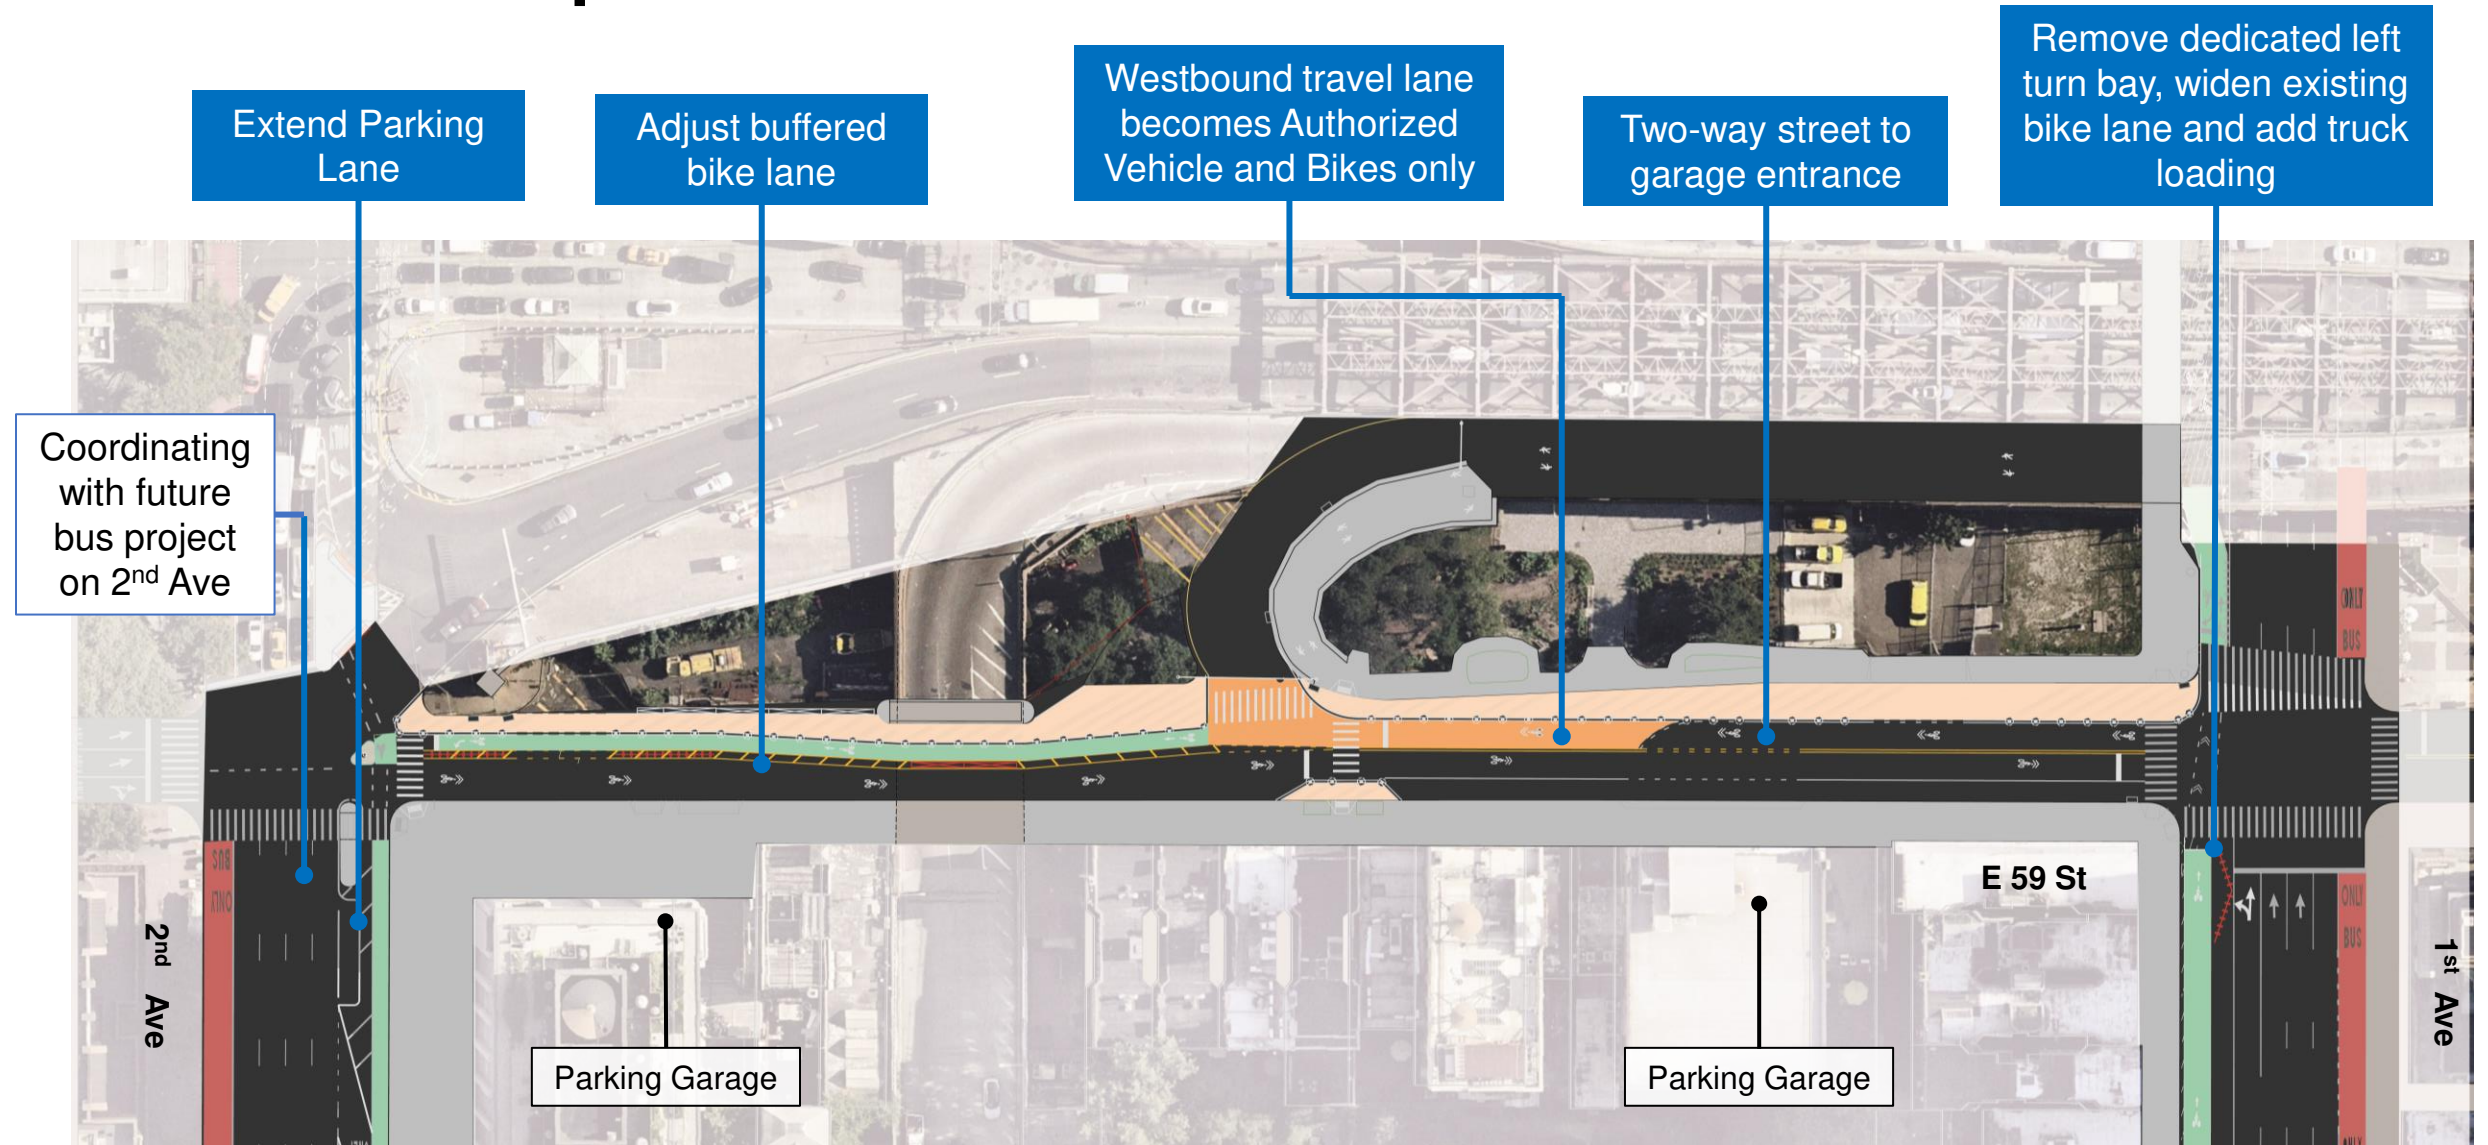 Extend Parking
Lane
Adjust buffered
bike lane
Westbound travel lane
becomes Authorized
Vehicle and Bikes only
Two-way street to
garage entrance
Remove dedicated left
turn bay, widen existing
bike lane and add truck
loading
Coordinating
with future
bus project
on 2nd Ave
ONLY
BUS
BUS
ONLY
E 59 St
ONLY
BUS
2nd Ave
1st Ave
Parking Garage
Parking Garage